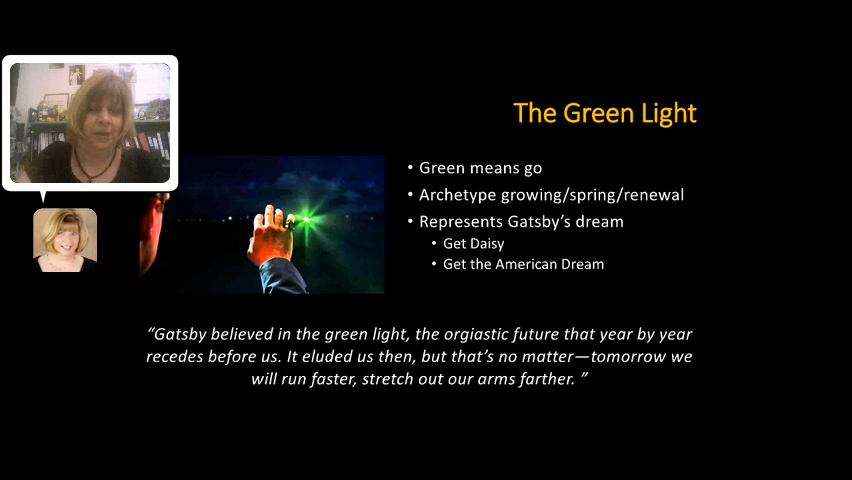 The Green Light
• Green means go
• Archetype growing/spring/renewal
• Represents Gatsby’s dream
• Get Daisy
• Get the American Dream
“Gatsby believed in the green light, the orgiastic future that year by year
recedes before us. It eluded us then, but that’s no matter—tomorrow we
will run faster, stretch out our arms farther. ”